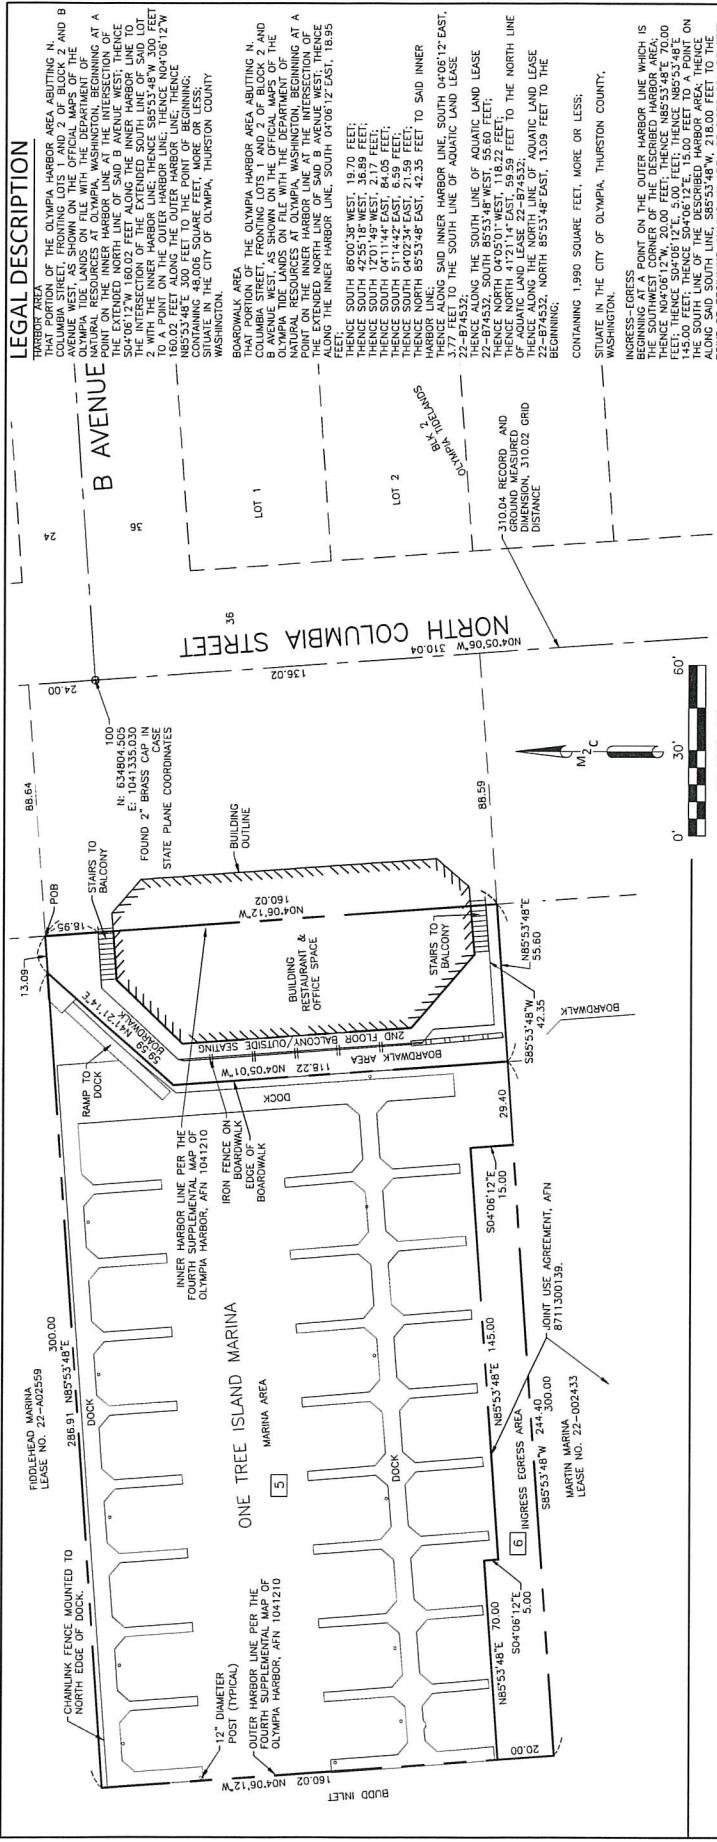 LEGAL DESCRIPTION
HARBOR AREA
THAT PORTION OF THE OLYMPIA HARBOR AREA ABUTTING N.
COLUMBIA STREET, FRONTING LOTS 1 AND 2 OF BLOCK 2 AND B
AVENUE WEST, AS SHOWN ON THE OFFICIAL MAPS OF THE
OLYMPIA TIDE LANDS ON FILE WITH THE DEPARTMENT OF
NATURAL RESOURCES AT OLYMPIA, WASHINGTON, BEGINNING AT A
POINT ON THE INNER HARBOR LINE AT THE INTERSECTION OF
THE EXTENDED NORTH LINE OF SAID B AVENUE WEST; THENCE
S04°06'12"W 160.02 FEET ALONG THE INNER HARBOR LINE TO
THE INTERSECTION OF THE EXTENDED SOUTH LINE OF SAID LOT
2 WITH THE INNER HARBOR LINE; THENCE S85°53'48"W 300 FEET
TO A POINT ON THE OUTER HARBOR LINE; THENCE N04°06'12"W
160.02 FEET ALONG THE OUTER HARBOR LINE; THENCE
N85°53'48"E 300 FEET TO THE POINT OF BEGINNING;
CONTAINING 48,006 SQUARE FEET, MORE OR LESS;
SITUATE THE CITY OF OLYMPIA, THURSTON COUNTY
WASHINGTON.
BOARDWALK AREA
THAT PORTION OF THE OLYMPIA HARBOR AREA ABUTTING N.
COLUMBIA STREET, FRONTING LOTS 1 AND 2 OF BLOCK 2 AND
B AVENUE WEST, AS SHOWN ON THE OFFICIAL MAPS OF THE
OLYMPIA TIDE LANDS ON FILE WITH THE DEPARTMENT OF
NATURAL RESOURCES AT OLYMPIA, WASHINGTON, BEGINNING AT A
POINT ON THE INNER HARBOR LINE AT THE INTERSECTION OF
THE EXTENDED NORTH LINE OF SAID B AVENUE WEST; THENCE
ALONG THE INNER HARBOR LINE, SOUTH 04°06'12" EAST, 18.95
FEET;
THENCE SOUTH 86°00'38" WEST, 19.70 FEET;
THENCE SOUTH 42°55'18" WEST, 36.89 FEET;
THENCE SOUTH 12°01'49" WEST, 2.17 FEET;
THENCE SOUTH 04°11'44" EAST, 84.05 FEET;
THENCE SOUTH 51°14'42" EAST, 6.59 FEET;
THENCE SOUTH 04°02'34" EAST, 21.59 FEET;
THENCE NORTH 85°53'48" EAST, 42.35 FEET TO SAID INNER
HARBOR LINE;
THENCE ALONG SAID INNER HARBOR LINE, SOUTH 04°06'12" EAST,
3.77 FEET TO THE SOUTH LINE OF AQUATIC LAND LEASE
22-B74532;
THENCE ALONG THE SOUTH LINE OF AQUATIC LAND LEASE
22-B74532, SOUTH 85°53'48" WEST, 55.60 FEET;
THENCE NORTH 04°05'01" WEST, 118.22 FEET;
THENCE NORTH 41°21'14" EAST, 59.59 FEET TO THE NORTH LINE
OF AQUATIC LAND LEASE 22-B74532;
THENCE ALONG THE NORTH LINE OF AQUATIC LAND LEASE
22-B74532, NORTH 85°53'48" EAST, 13.09 FEET TO THE
BEGINNING;
CONTAINING 1,990 SQUARE FEET, MORE OR LESS;
SITUATE IN THE CITY OF OLYMPIA, THURSTON COUNTY,
WASHINGTON.
INGRESS-EGRESS
BEGINNING AT A POINT ON THE OUTER HARBOR LINE WHICH IS
THE SOUTHWEST CORNER OF THE DESCRIBED HARBOR AREA;
THENCE N04°06'12"W, 20.00 FEET; THENCE N85°53'48"E 70.00
FEET; THENCE S04°06'12"E, 5.00 FEET; THENCE N85°53'48"E
145.00 FEET; THENCE S04°06'12"E, 15.00 FEET TO A POINT ON
THE SOUTH LINE OF THE DESCRIBED HARBOR AREA; THENCE
ALONG SAID SOUTH LINE, S85°53'48"W, 218.00 FEET TO THE
B AVENUE
24
36
LOT 1
LOT 2
BLK 2
OLYMPIA TIDELANDS
310.04 RECORD AND
GROUND MEASURED
DIMENSION, 310.02 GRID
DISTANCE
NORTH COLUMBIA STREET
36
N04°05'06"W 310.04
24.00
136.02
100
N: 634804.505
E: 1041335.030
FOUND 2" BRASS CAP IN
CASE
STATE PLANE COORDINATES
88.64
88.59
M2C
0' 30' 60'
POB
STAIRS TO
BALCONY
BUILDING
OUTLINE
13.09
18.95
N04°06'12"W
160.02
BUILDING
RESTAURANT &
OFFICE SPACE
STAIRS TO
BALCONY
N85°53'48"E
55.60
S85°53'48"W
42.35
BOARDWALK
2ND FLOOR BALCONY/OUTSIDE SEATING
BOARDWALK AREA
118.22 N04°05'01"W
59.59 N41°21'14"E
BOARDWALK
RAMP TO
DOCK
DOCK
29.40
INNER HARBOR LINE PER THE
FOURTH SUPPLEMENTAL MAP OF
OLYMPIA HARBOR, AFN 1041210
IRON FENCE ON
BOARDWALK
EDGE OF
BOARDWALK
S04°06'12"E
15.00
FIDDLEHEAD MARINA
LEASE NO. 22-A02559
300.00
286.91 N85°53'48"E
DOCK
ONE TREE ISLAND MARINA
5 MARINA AREA
DOCK
N85°53'48"E 145.00
JOINT USE AGREEMENT, AFN
8711300139.
6 INGRESS EGRESS AREA
S85°53'48"W 244.40
300.00
MARTIN MARINA
LEASE NO. 22-002433
CHAINLINK FENCE MOUNTED TO
NORTH EDGE OF DOCK.
12" DIAMETER
POST (TYPICAL)
OUTER HARBOR LINE PER THE
FOURTH SUPPLEMENTAL MAP OF
OLYMPIA HARBOR, AFN 1041210
N85°53'48"E 70.00
S04°06'12"E
5.00
20.00
160.02 N04°06'12"W
BUDD INLET